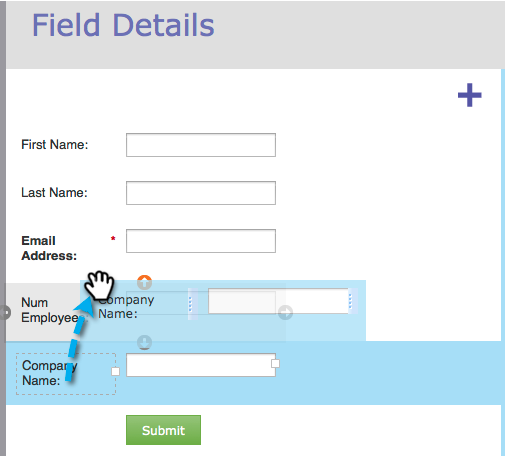 Field Details
First Name:
Last Name:
Email *
Address:
Num
Employee
Company
Name:
Company
Name:
Submit